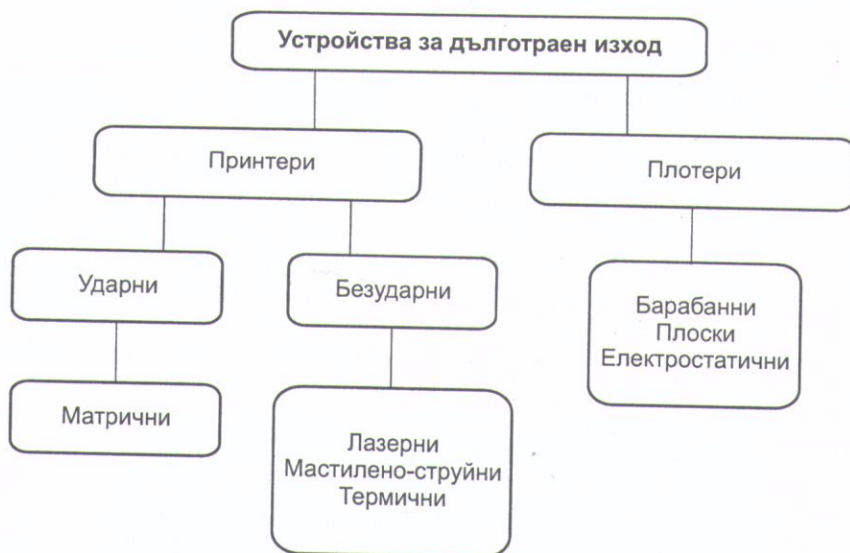 Устройства за дълготраен изход
Принтери
Плотери
Ударни
Безударни
Барабанни
Плоски
Електростатични
Матрични
Лазерни
Мастилено-струйни
Термични